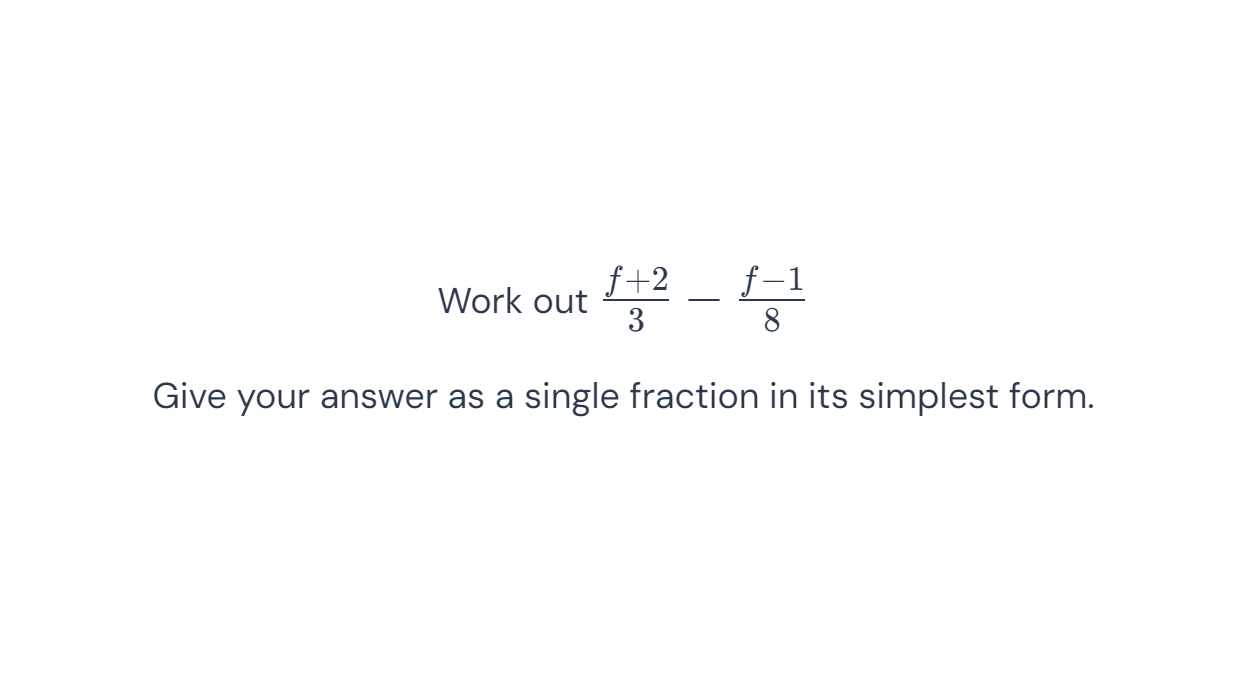 Work out \frac{f+2}{3} − \frac{f−1}{8}
Give your answer as a single fraction in its simplest form.